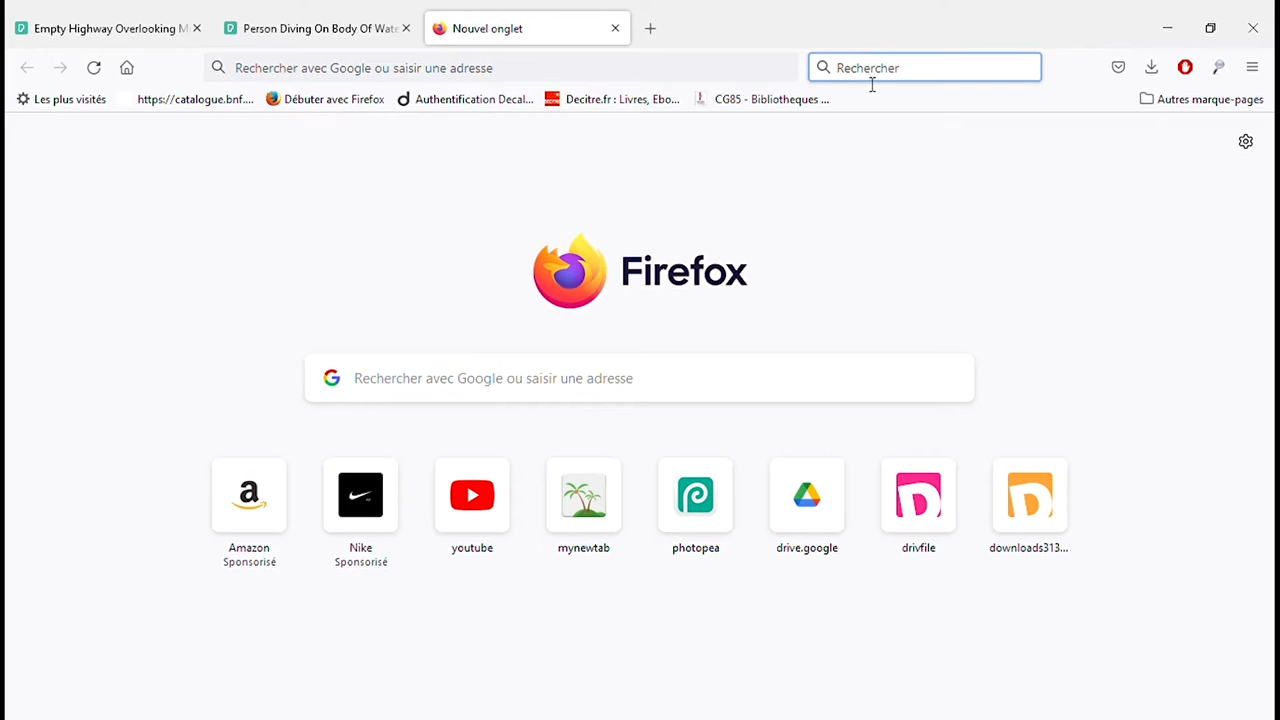 Empty Highway Overlooking M
Person Diving On Body Of Wate
Nouvel onglet
Rechercher avec Google ou saisir une adresse
Rechercher
Les plus visités
https://catalogue.bnf....
Débuter avec Firefox
Authentification Decal...
Decitre.fr : Livres, Ebo...
CG85 - Bibliotheques ...
Autres marque-pages
Firefox
Rechercher avec Google ou saisir une adresse
Amazon
Sponsorisé
Nike
Sponsorisé
youtube
mynewtab
photopea
drive.google
drivfile
downloads313...